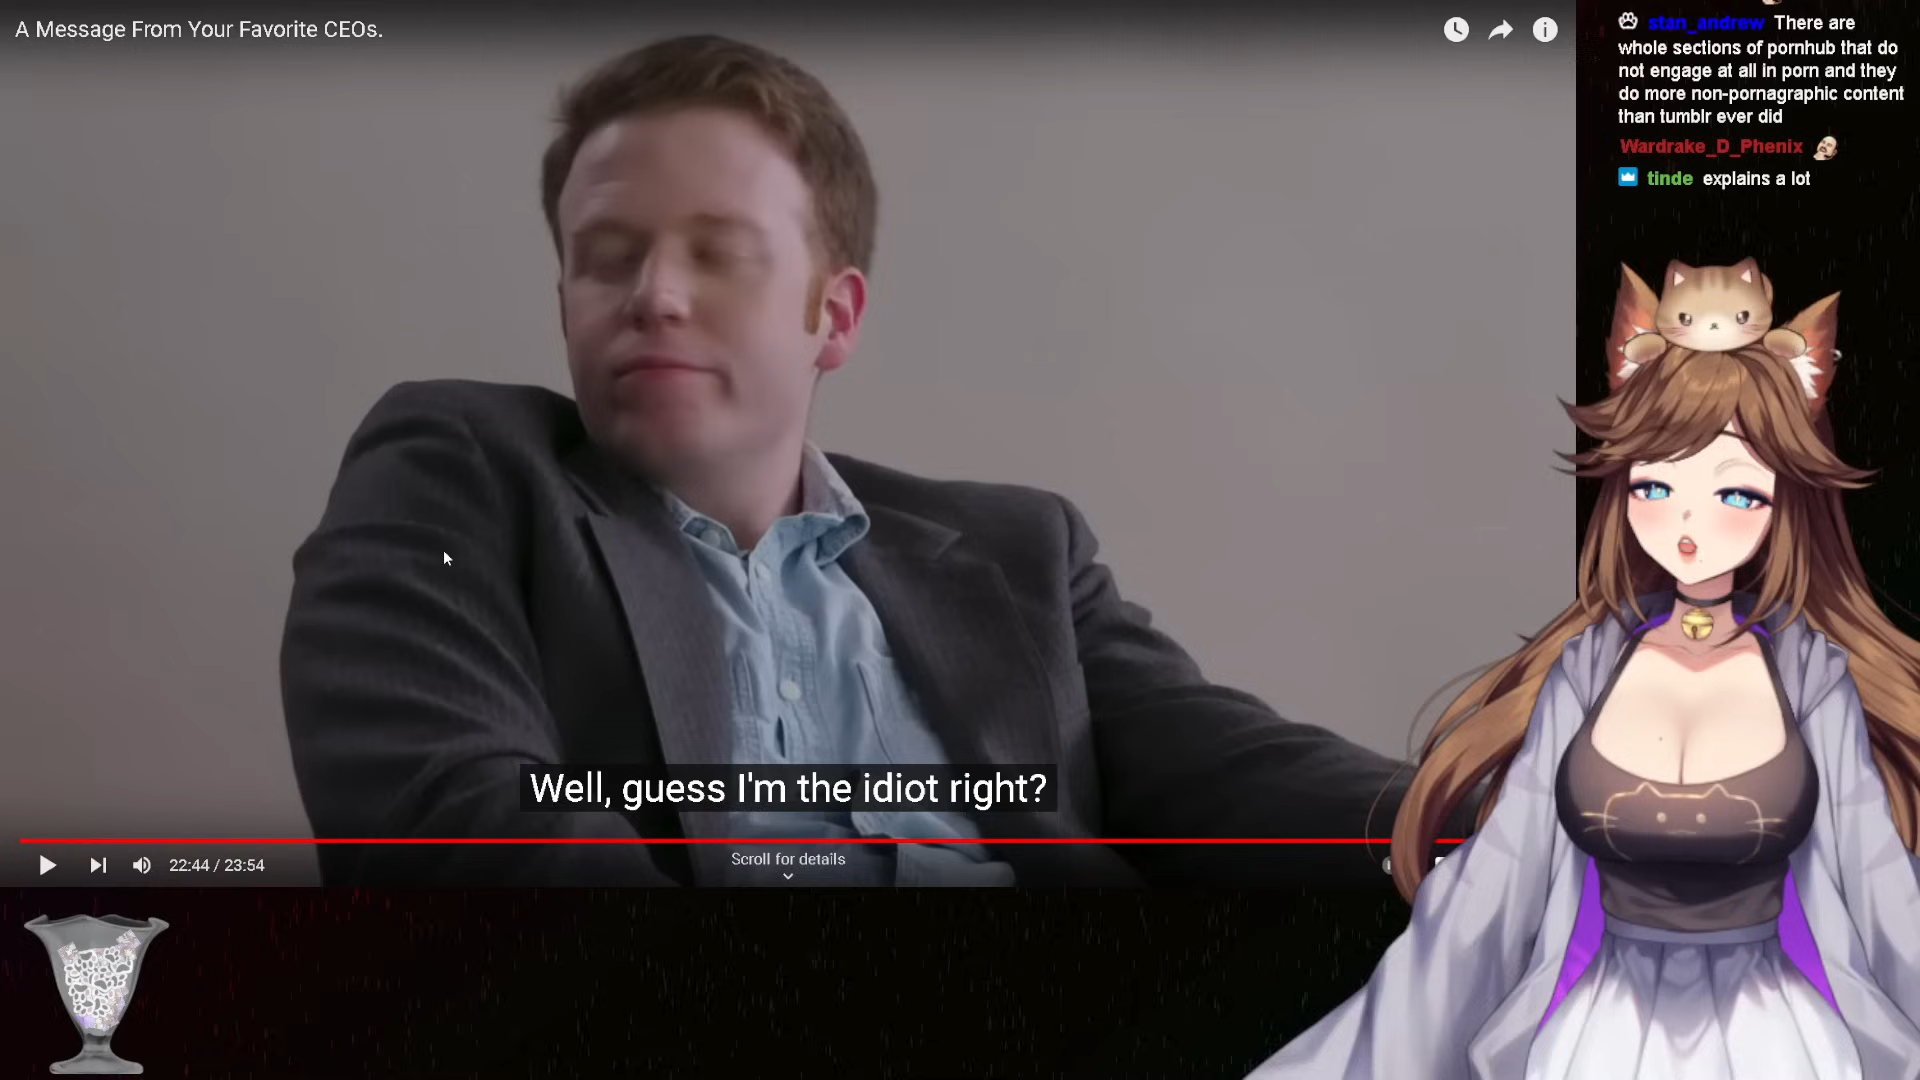 A Message From Your Favorite CEOs.
stan_andrew There are
whole sections of pornhub that do
not engage at all in porn and they
do more non-pornagraphic content
than tumblr ever did
Wardrake_D_Phenix
tinde explains a lot
Well, guess I'm the idiot right?
22:44 / 23:54
Scroll for details